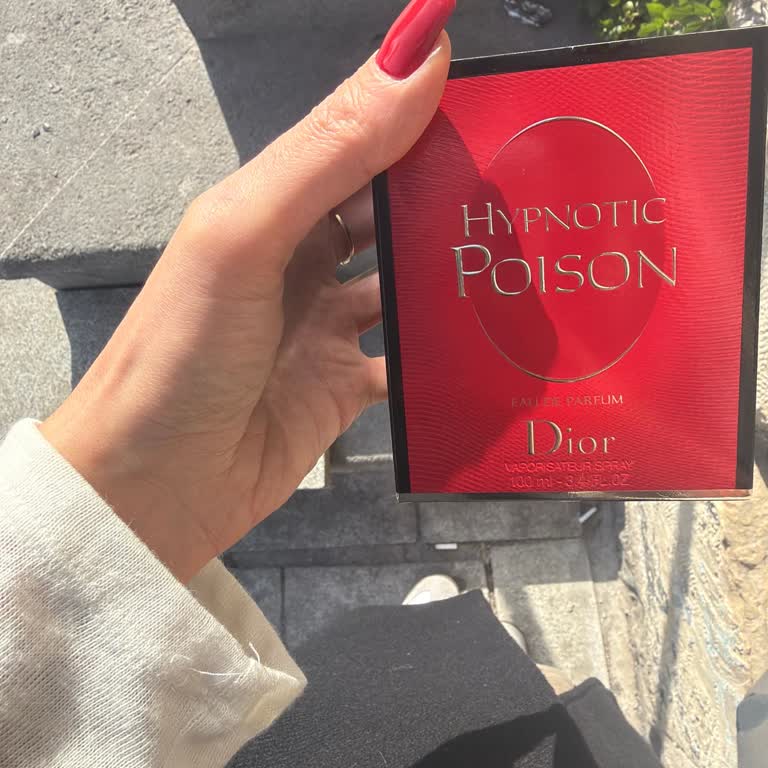 HYPNOTIC
POISON
EAU DE PARFUM
Dior
VAPORISATEUR SPRAY
100 ml - 3.4 FL.OZ